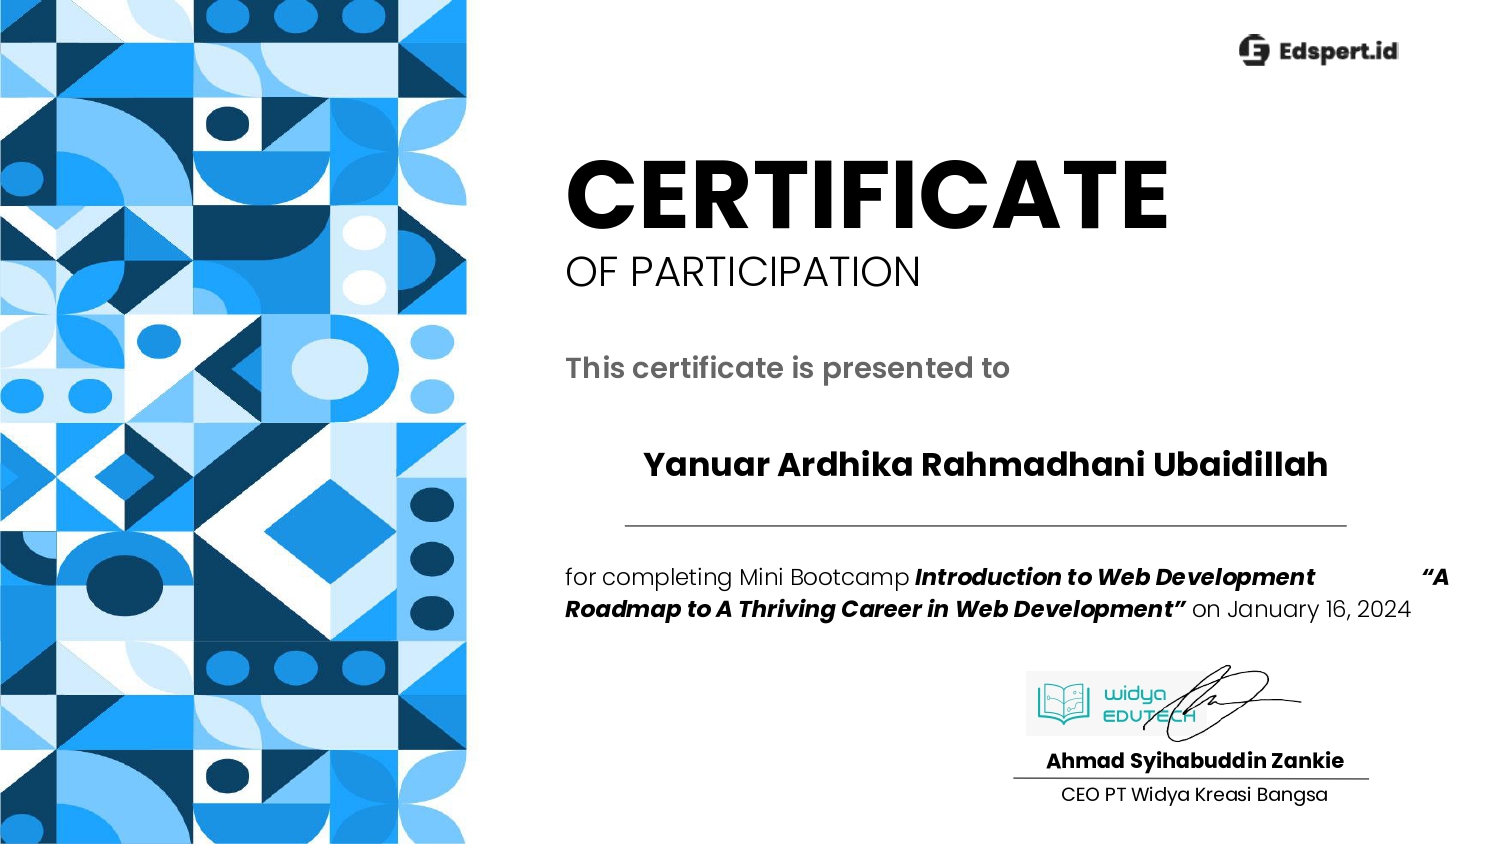 Edspert.id
CERTIFICATE
OF PARTICIPATION
This certificate is presented to
Yanuar Ardhika Rahmadhani Ubaidillah
for completing Mini Bootcamp Introduction to Web Development “A
Roadmap to A Thriving Career in Web Development” on January 16, 2024
widya
EDUTECH
Ahmad Syihabuddin Zankie
CEO PT Widya Kreasi Bangsa